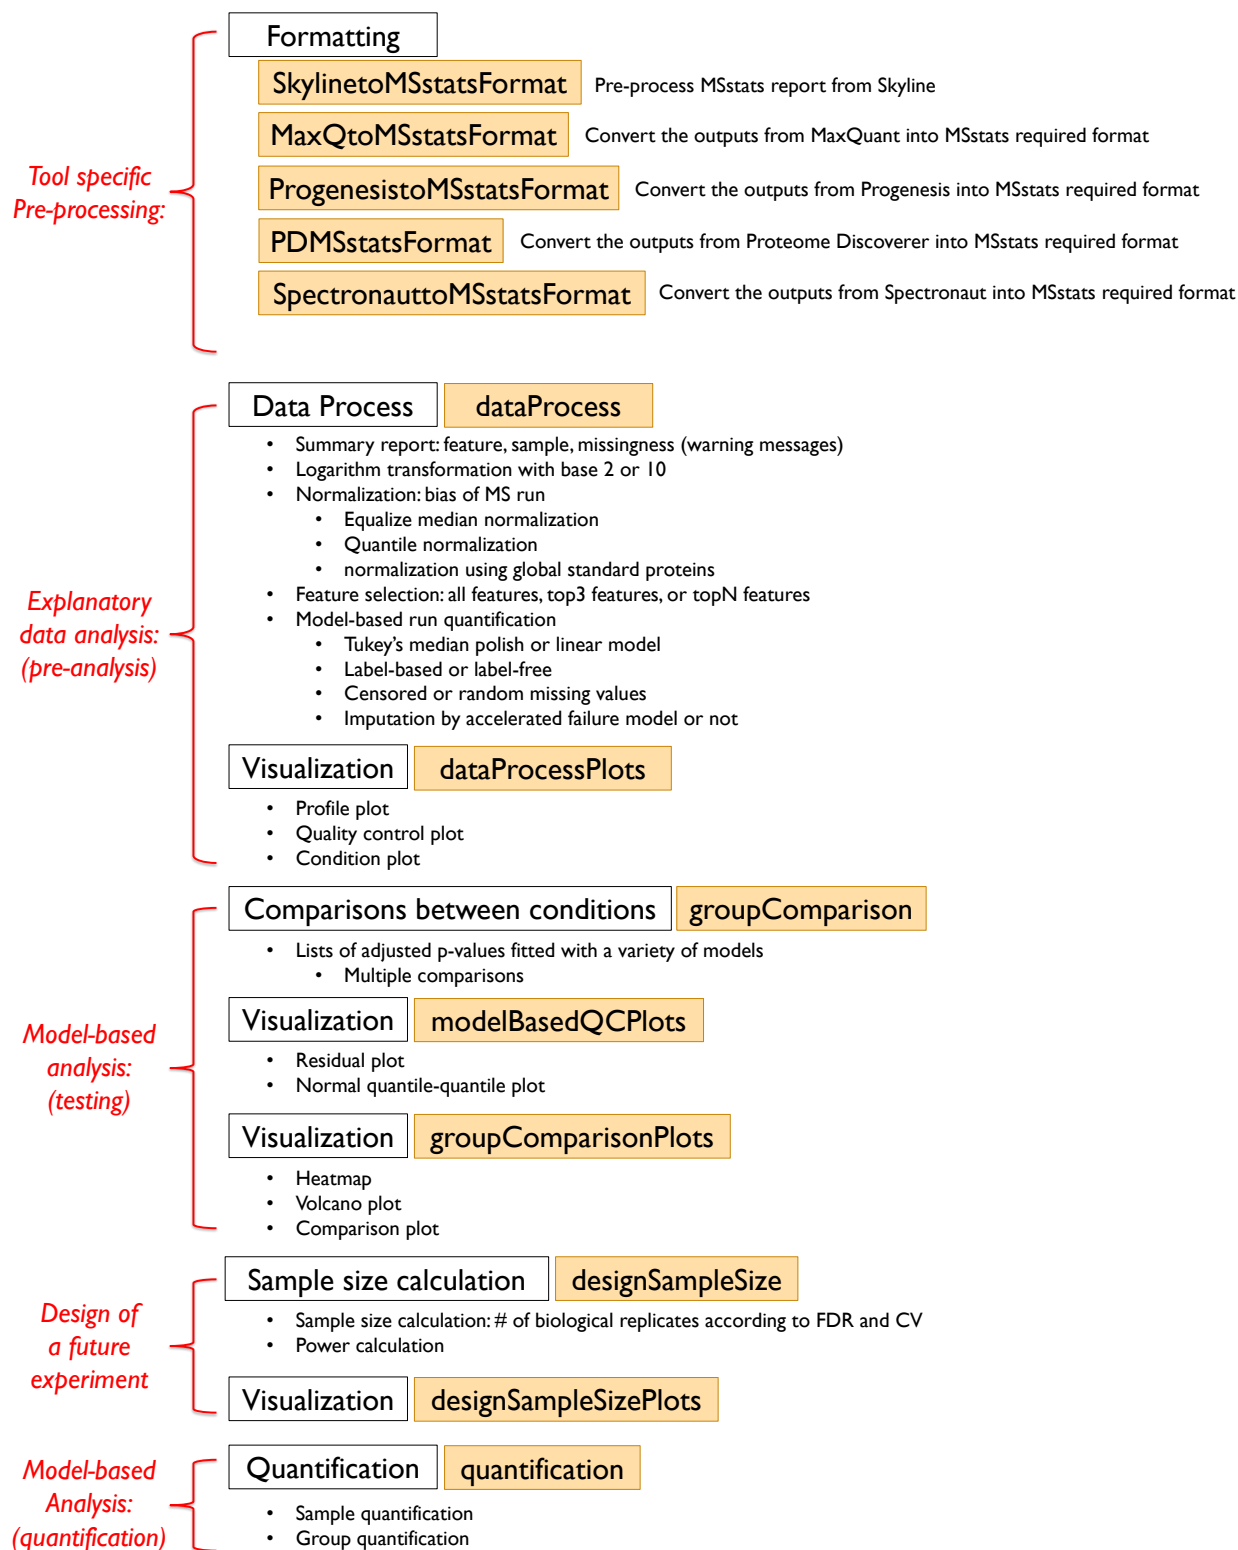 Formatting
SkylinetoMSstatsFormat Pre-process MSstats report from Skyline
MaxQtoMSstatsFormat Convert the outputs from MaxQuant into MSstats required format
Tool specific
Pre-processing:
ProgenesistoMSstatsFormat Convert the outputs from Progenesis into MSstats required format
PDMSstatsFormat Convert the outputs from Proteome Discoverer into MSstats required format
SpectronauttoMSstatsFormat Convert the outputs from Spectronaut into MSstats required format
Explanatory
data analysis:
(pre-analysis)
Data Process dataProcess
• Summary report: feature, sample, missingness (warning messages)
• Logarithm transformation with base 2 or 10
• Normalization: bias of MS run
• Equalize median normalization
• Quantile normalization
• normalization using global standard proteins
• Feature selection: all features, top3 features, or topN features
• Model-based run quantification
• Tukey’s median polish or linear model
• Label-based or label-free
• Censored or random missing values
• Imputation by accelerated failure model or not
Visualization dataProcessPlots
• Profile plot
• Quality control plot
• Condition plot
Model-based
analysis:
(testing)
Comparisons between conditions groupComparison
• Lists of adjusted p-values fitted with a variety of models
• Multiple comparisons
Visualization modelBasedQCPlots
• Residual plot
• Normal quantile-quantile plot
Visualization groupComparisonPlots
• Heatmap
• Volcano plot
• Comparison plot
Design of
a future
experiment
Sample size calculation designSampleSize
• Sample size calculation: # of biological replicates according to FDR and CV
• Power calculation
Visualization designSampleSizePlots
Model-based
Analysis:
(quantification)
Quantification quantification
• Sample quantification
• Group quantification